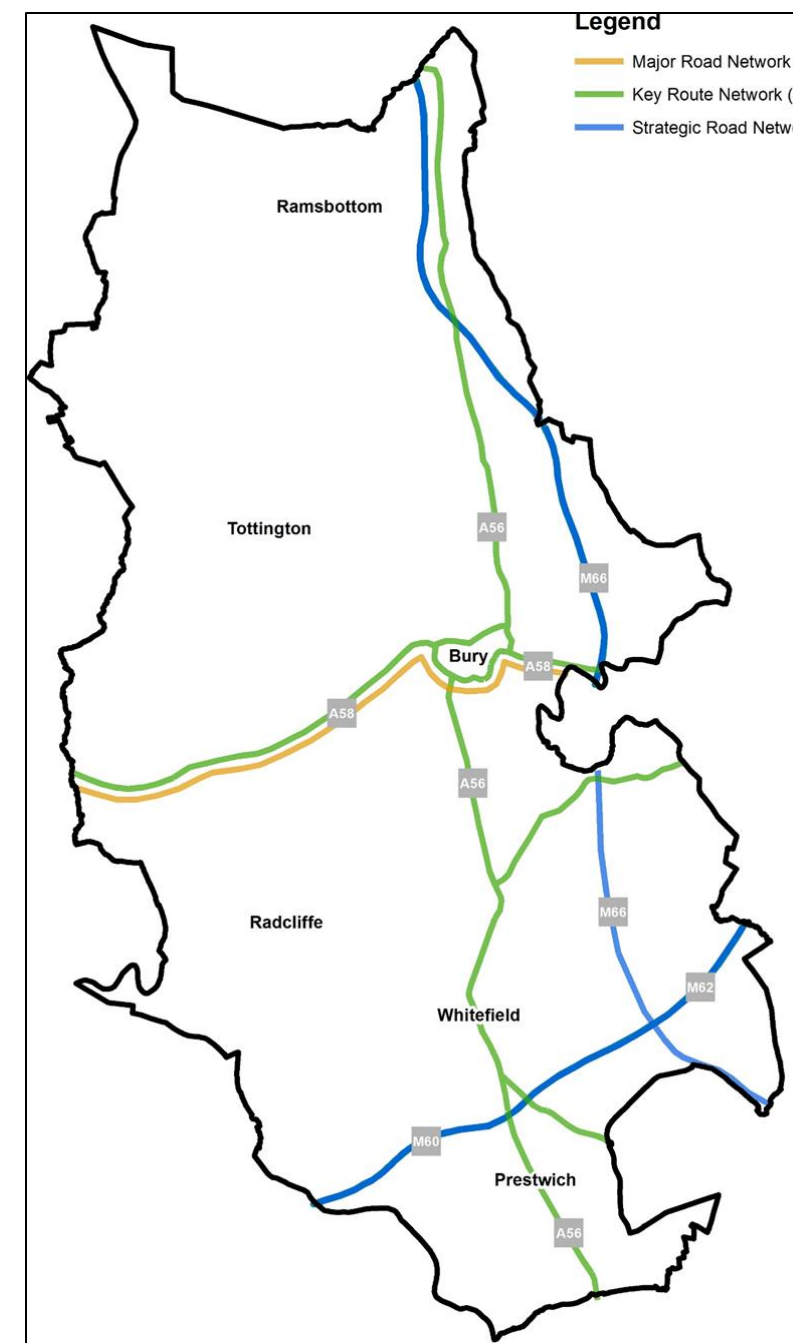 Legend
Major Road Network
Key Route Network (
Strategic Road Netw
Ramsbottom
Tottington
A56
M66
Bury
A58
A58
A56
Radcliffe
M66
M62
Whitefield
M60
Prestwich
A56